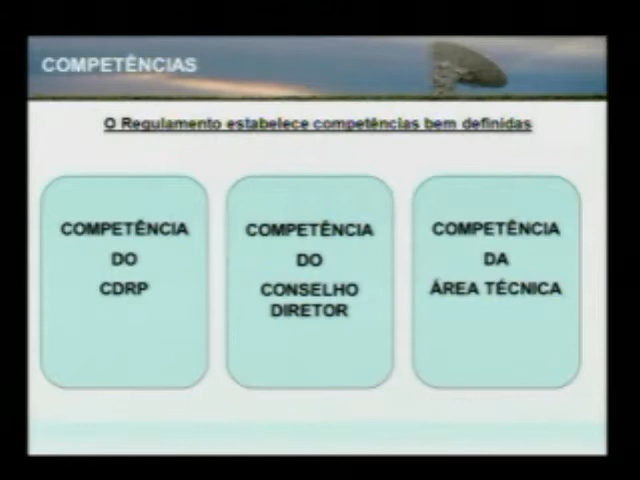 COMPETÊNCIAS
O Regulamento estabelece competências bem definidas
COMPETÊNCIA
DO
CDRP
COMPETÊNCIA
DO
CONSELHO
DIRETOR
COMPETÊNCIA
DA
ÁREA TÉCNICA